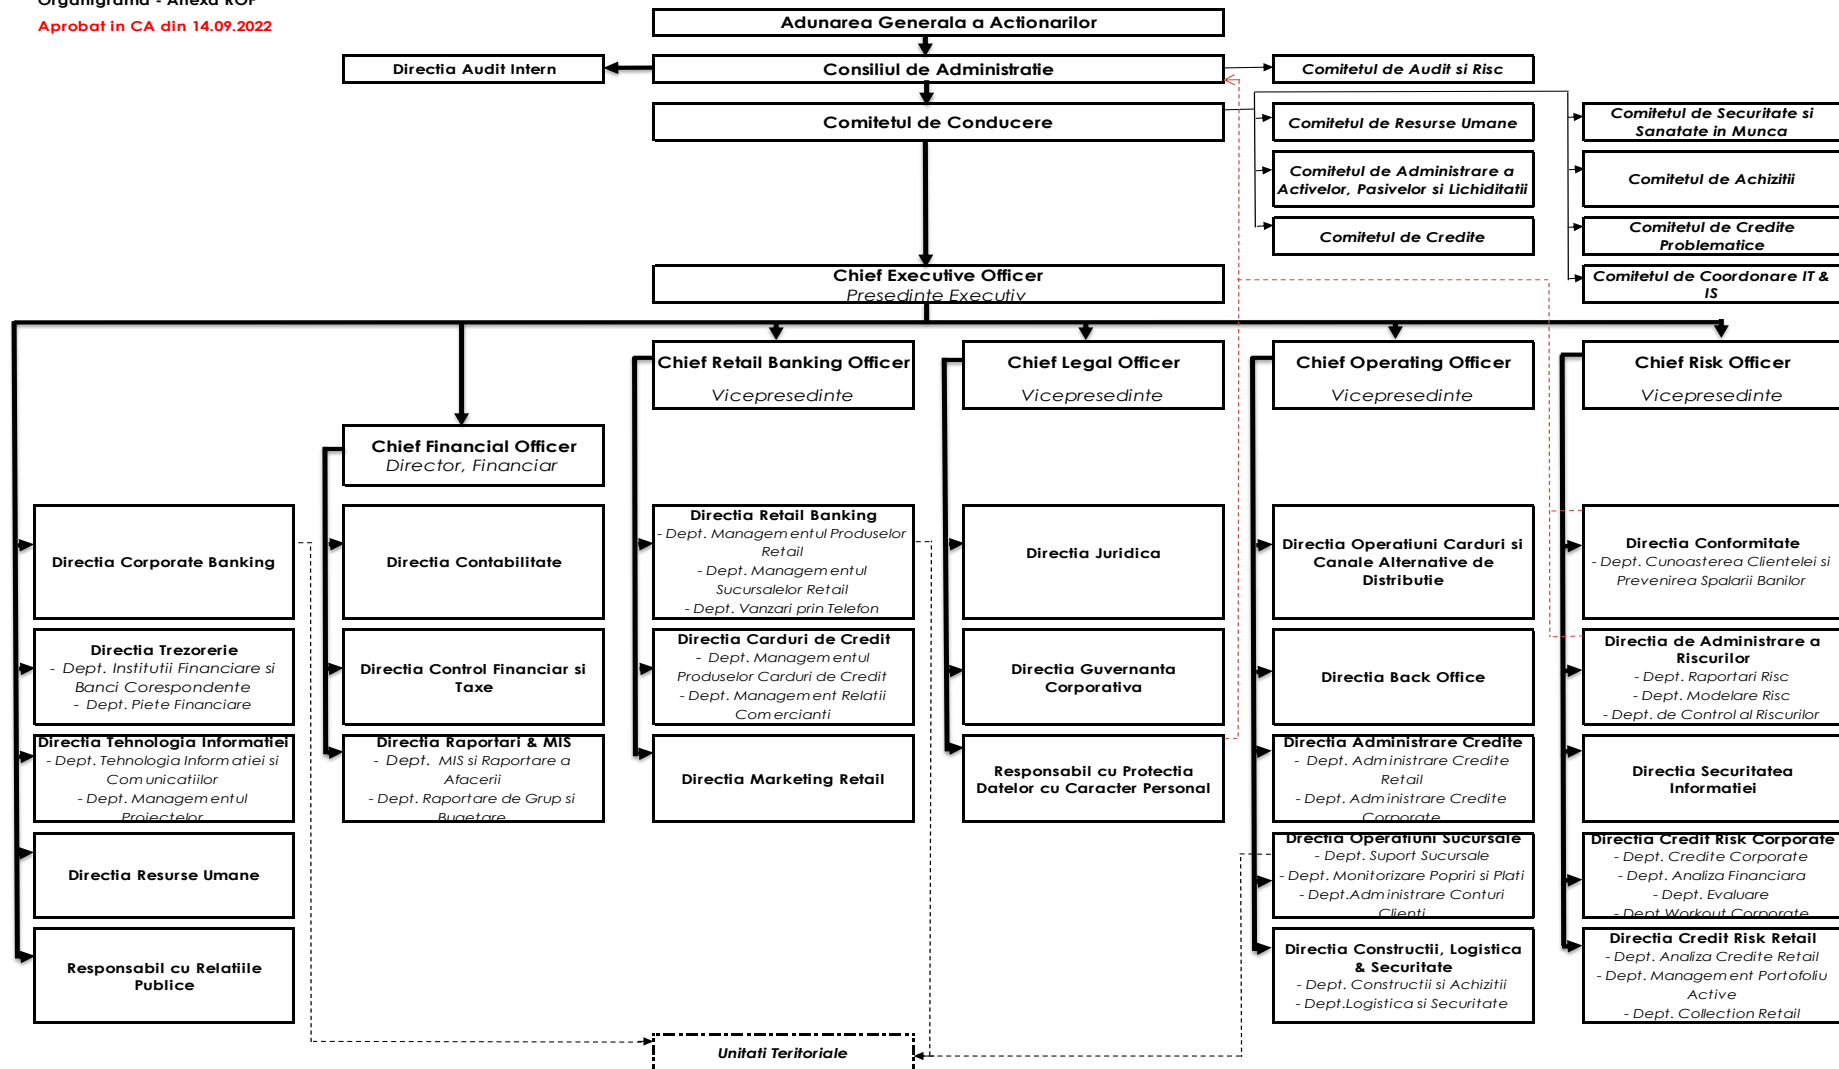 Organigrama - Anexa ROF
Aprobat in CA din 14.09.2022
Adunarea Generala a Actionarilor
Directia Audit Intern
Consiliul de Administratie
Comitetul de Audit si Risc
Comitetul de Conducere
Comitetul de Resurse Umane
Comitetul de Securitate si
Sanatate in Munca
Comitetul de Administrare a
Activelor, Pasivelor si Lichiditatii
Comitetul de Achizitii
Comitetul de Credite
Comitetul de Credite
Problematice
Comitetul de Coordonare IT &
IS
Chief Executive Officer
Presedinte Executiv
Chief Retail Banking Officer
Vicepresedinte
Chief Legal Officer
Vicepresedinte
Chief Operating Officer
Vicepresedinte
Chief Risk Officer
Vicepresedinte
Chief Financial Officer
Director, Financiar
Directia Corporate Banking
Directia Trezorerie
- Dept. Institutii Financiare si
Banci Corespondente
- Dept. Piete Financiare
Directia Tehnologia Informatiei
- Dept. Tehnologia Informatiei si
Comunicatiilor
- Dept. Managementul
Proiectelor
Directia Resurse Umane
Responsabil cu Relatiile
Publice
Directia Contabilitate
Directia Control Financiar si
Taxe
Directia Raportari & MIS
- Dept. MIS si Raportare a
Afacerii
- Dept. Raportare de Grup si
Bugetare
Directia Retail Banking
- Dept. Managementul Produselor
Retail
- Dept. Managementul
Sucursalelor Retail
- Dept. Vanzari prin Telefon
Directia Carduri de Credit
- Dept. Managementul
Produselor Carduri de Credit
- Dept. Management Relatii
Comercianti
Directia Marketing Retail
Directia Juridica
Directia Guvernanta
Corporativa
Responsabil cu Protectia
Datelor cu Caracter Personal
Directia Operatiuni Carduri si
Canale Alternative de
Distributie
Directia Back Office
Directia Administrare Credite
- Dept. Administrare Credite
Retail
- Dept. Administrare Credite
Corporate
Directia Operatiuni Sucursale
- Dept. Suport Sucursale
- Dept. Monitorizare Popriri si Plati
- Dept.Administrare Conturi
Clienti
Directia Constructii, Logistica
& Securitate
- Dept. Constructii si Achizitii
- Dept.Logistica si Securitate
Directia Conformitate
- Dept. Cunoasterea Clientelei si
Prevenirea Spalarii Banilor
Directia de Administrare a
Riscurilor
- Dept. Raportari Risc
- Dept. Modelare Risc
- Dept. de Control al Riscurilor
Directia Securitatea
Informatiei
Directia Credit Risk Corporate
- Dept. Credite Corporate
- Dept. Analiza Financiara
- Dept. Evaluare
- Dept.Workout Corporate
Directia Credit Risk Retail
- Dept. Analiza Credite Retail
- Dept. Management Portofoliu
Active
- Dept. Collection Retail
Unitati Teritoriale